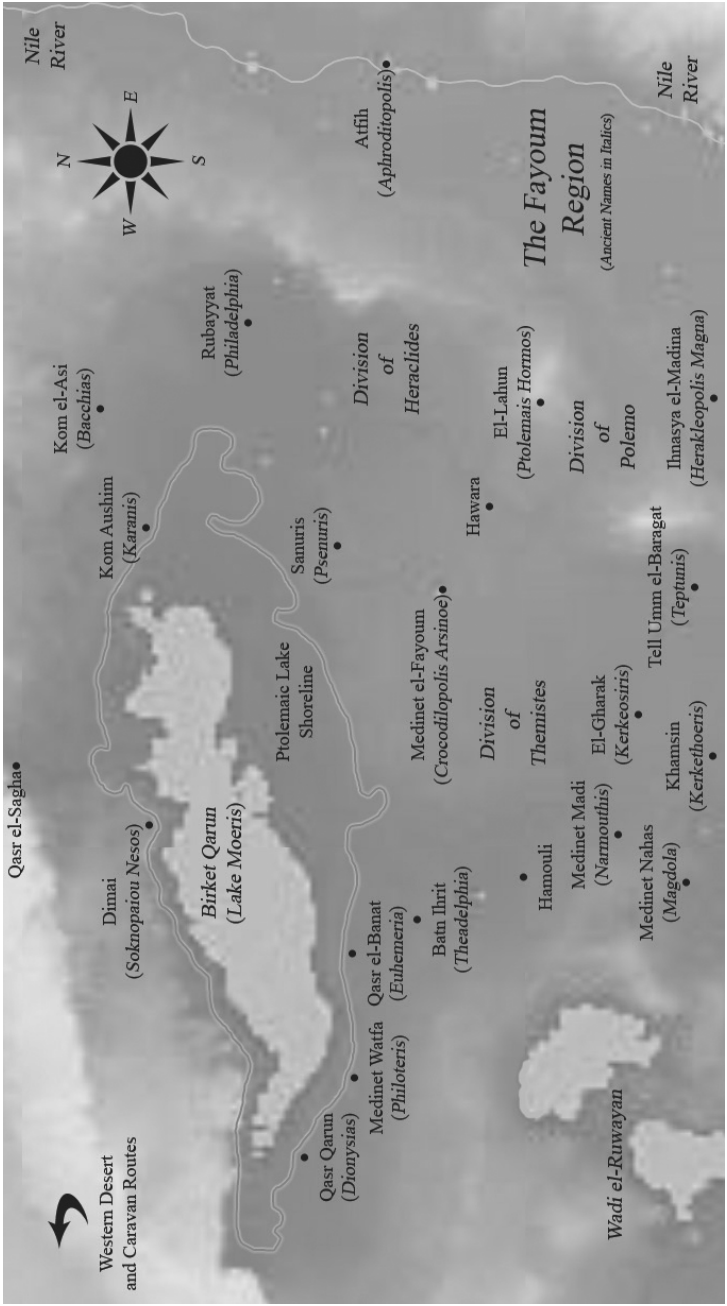 Nile
River
N
E
S
W
Atfih
(Aphroditopolis)
Nile
River
The Fayoum
Region
(Ancient Names in Italics)
Kom el-Asi
(Bacchias)
Rubayyat
(Philadelphia)
Division
of
Heraclides
El-Lahun
(Ptolemais Hormos)
Division
of
Polemo
Ihnasya el-Madina
(Herakleopolis Magna)
Kom Aushim
(Karanis)
Sanuris
(Psenuris)
Hawara
Tell Umm el-Baragat
(Teptunis)
Qasr el-Sagha
Ptolemaic Lake
Shoreline
Medinet el-Fayoum
(Crocodilopolis Arsinoe)
Division
of
Themistes
El-Gharak
(Kerkeosiris)
Khamsin
(Kerkethoeris)
Dimai
(Soknopaiou Nesos)
Birket Qarun
(Lake Moeris)
Qasr el-Banat
(Euhemeria)
Batn Ihrit
(Theadelphia)
Hamouli
Medinet Madi
(Narmouthis)
Medinet Nahas
(Magdola)
Western Desert
and Caravan Routes
Qasr Qarun
(Dionysias)
Medinet Watfa
(Philoteris)
Wadi el-Ruwayan